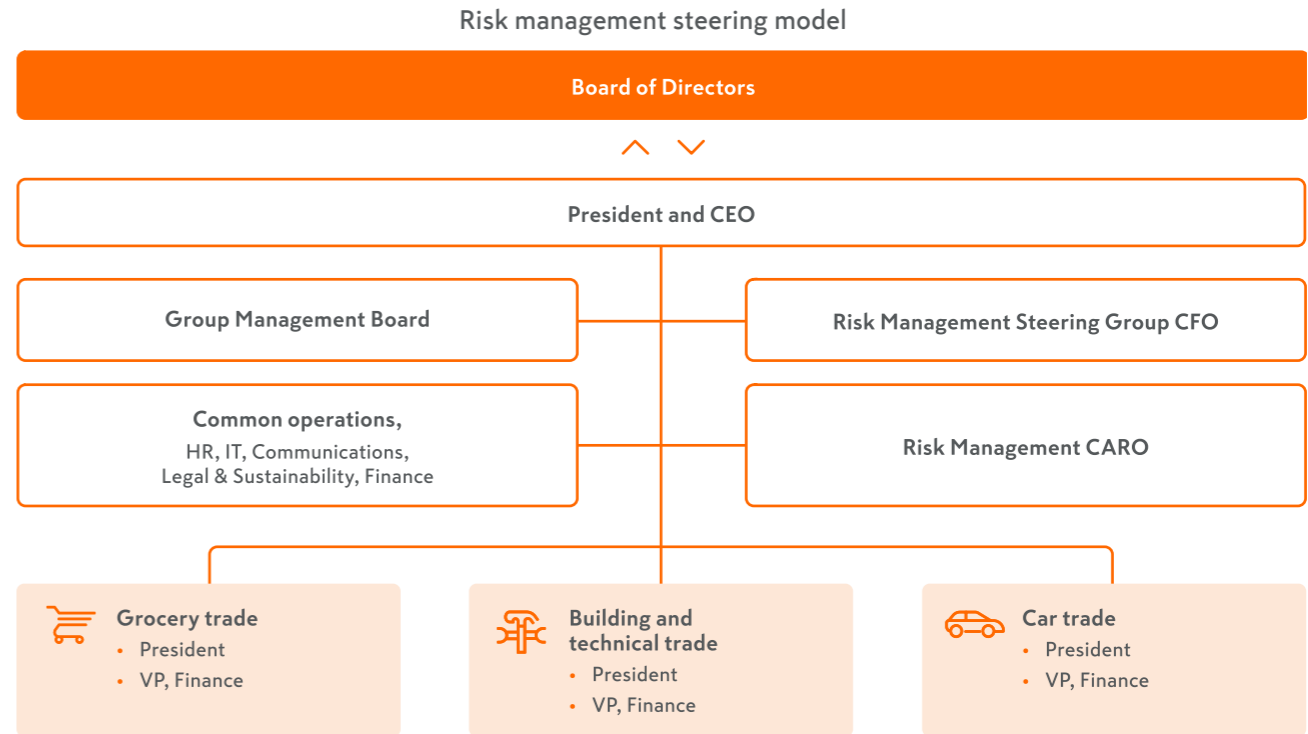 Risk management steering model
Board of Directors
President and CEO
Group Management Board
Risk Management Steering Group CFO
Common operations,
HR, IT, Communications,
Legal & Sustainability, Finance
Risk Management CARO
Grocery trade
• President
• VP, Finance
Building and
technical trade
• President
• VP, Finance
Car trade
• President
• VP, Finance